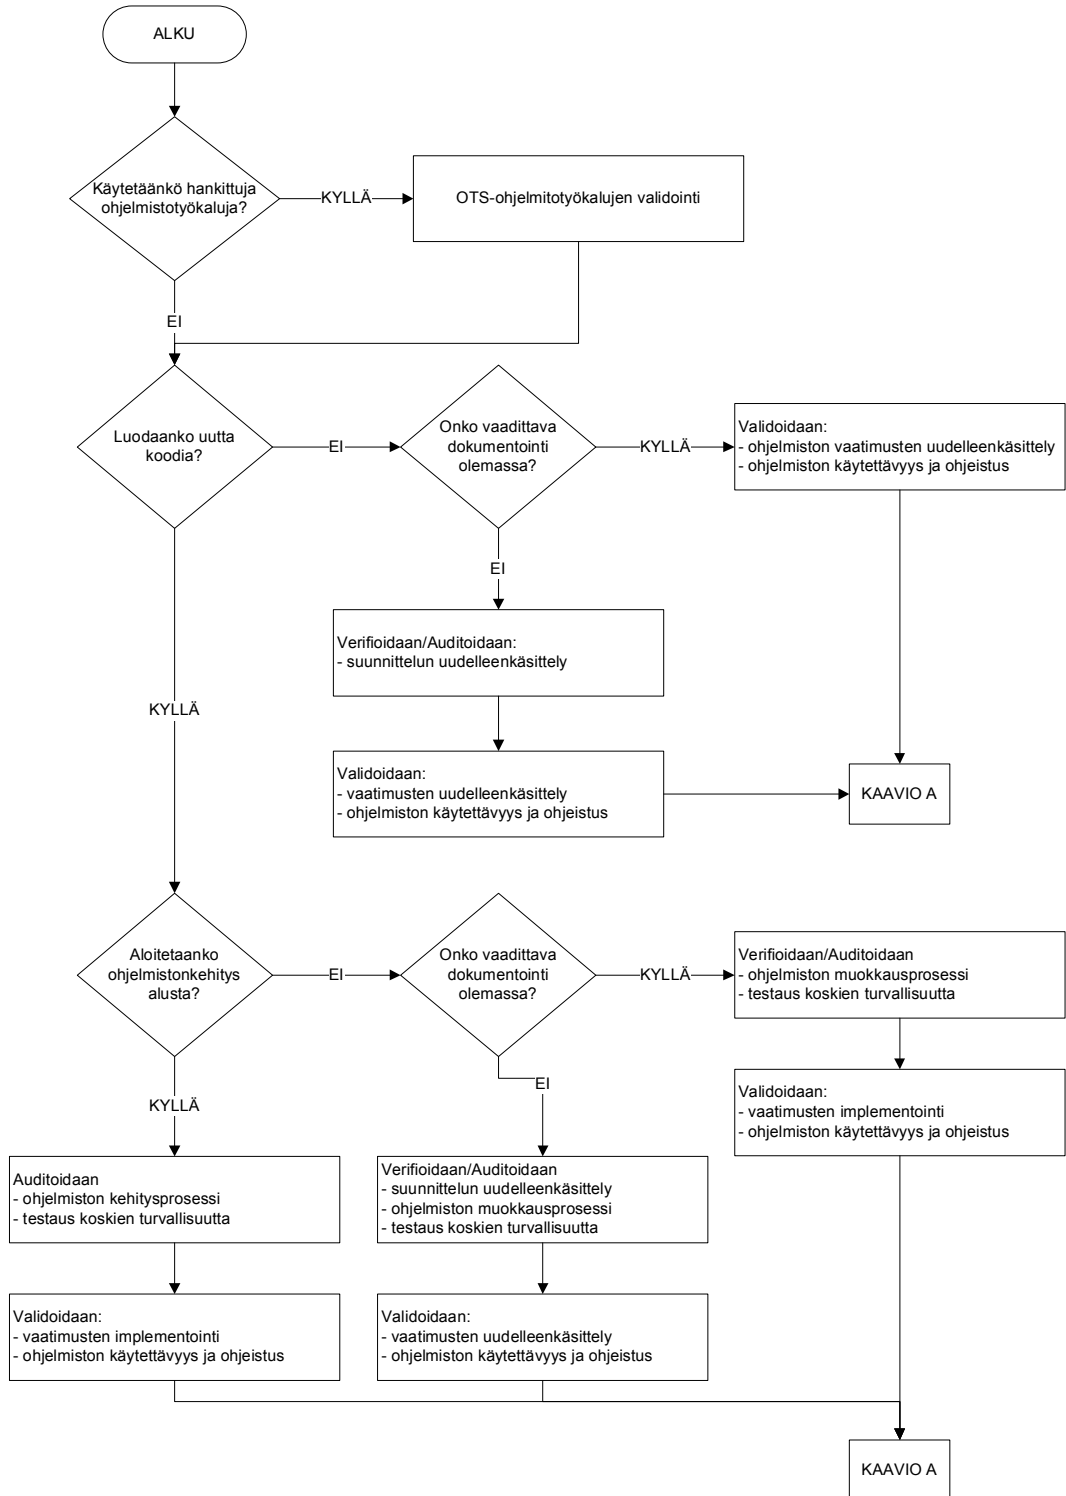 ALKU
Käytetäänkö hankittuja
ohjelmistotyökaluja?
KYLLÄ
OTS-ohjelmitotyökalujen validointi
EI
Luodaanko uutta
koodia?
EI
Onko vaadittava
dokumentointi
olemassa?
KYLLÄ
Validoidaan:
- ohjelmiston vaatimusten uudelleenkäsittely
- ohjelmiston käytettävyys ja ohjeistus
EI
Verifioidaan/Auditoidaan:
- suunnittelun uudelleenkäsittely
KYLLÄ
Validoidaan:
- vaatimusten uudelleenkäsittely
- ohjelmiston käytettävyys ja ohjeistus
KAAVIO A
Aloitetaanko
ohjelmistonkehitys
alusta?
EI
Onko vaadittava
dokumentointi
olemassa?
KYLLÄ
Verifioidaan/Auditoidaan
- ohjelmiston muokkausprosessi
- testaus koskien turvallisuutta
EI
KYLLÄ
Validoidaan:
- vaatimusten implementointi
- ohjelmiston käytettävyys ja ohjeistus
Auditoidaan
- ohjelmiston kehitysprosessi
- testaus koskien turvallisuutta
Verifioidaan/Auditoidaan
- suunnittelun uudelleenkäsittely
- ohjelmiston muokkausprosessi
- testaus koskien turvallisuutta
Validoidaan:
- vaatimusten implementointi
- ohjelmiston käytettävyys ja ohjeistus
Validoidaan:
- vaatimusten uudelleenkäsittely
- ohjelmiston käytettävyys ja ohjeistus
KAAVIO A